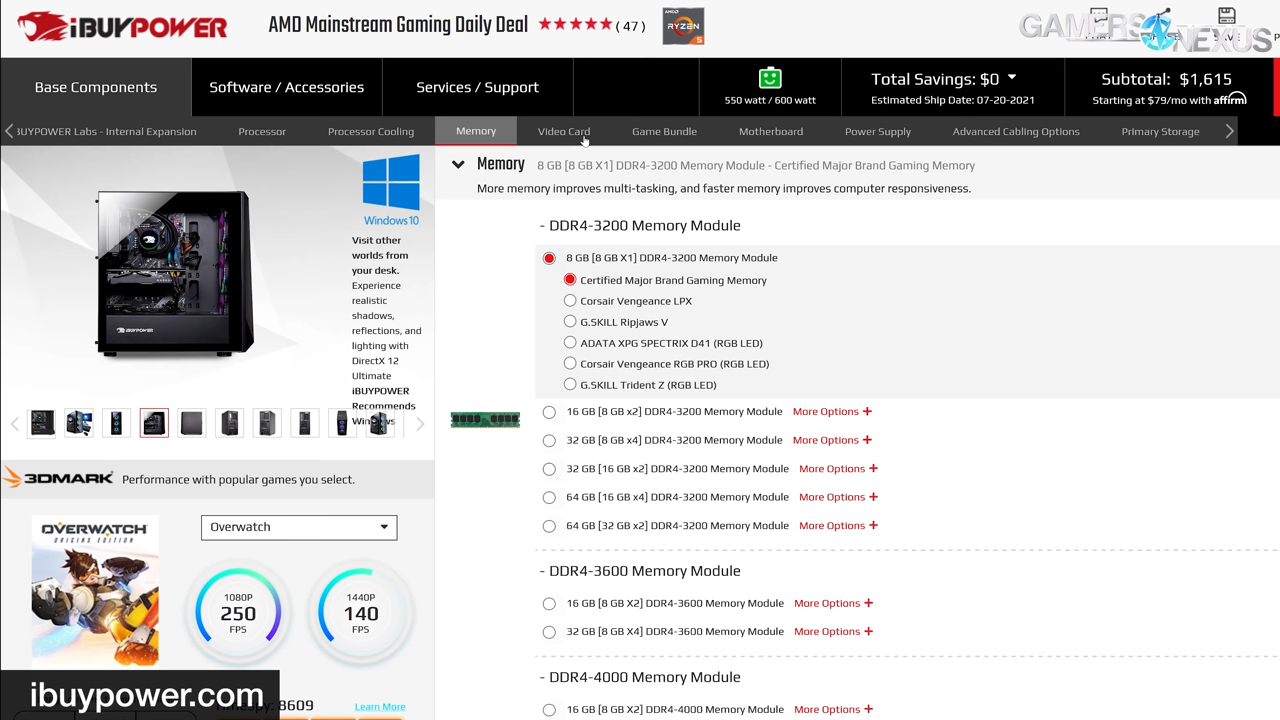 iBUYPOWER
AMD Mainstream Gaming Daily Deal
( 47 )
AMD
RYZEN
5
GAMERS NEXUS
Base Components
Software / Accessories
Services / Support
550 watt / 600 watt
Total Savings: $0
Estimated Ship Date: 07-20-2021
Subtotal: $1,615
Starting at $79/mo with affirm
BUYPOWER Labs - Internal Expansion
Processor
Processor Cooling
Memory
Video Card
Game Bundle
Motherboard
Power Supply
Advanced Cabling Options
Primary Storage
Windows 10
Visit other
worlds from
your desk.
Experience
realistic
shadows,
reflections, and
lighting with
DirectX 12
Ultimate
iBUYPOWER
Recommends
Windows
iBUYPOWER
3DMARK
Performance with popular games you select.
OVERWATCH
ORIGINS EDITION
Overwatch
1080P
250
FPS
1440P
140
FPS
8609
Learn More
ibuypower.com
Memory
8 GB [8 GB X1] DDR4-3200 Memory Module - Certified Major Brand Gaming Memory
More memory improves multi-tasking, and faster memory improves computer responsiveness.
- DDR4-3200 Memory Module
8 GB [8 GB X1] DDR4-3200 Memory Module
Certified Major Brand Gaming Memory
Corsair Vengeance LPX
G.SKILL Ripjaws V
ADATA XPG SPECTRIX D41 (RGB LED)
Corsair Vengeance RGB PRO (RGB LED)
G.SKILL Trident Z (RGB LED)
16 GB [8 GB x2] DDR4-3200 Memory Module More Options +
32 GB [8 GB x4] DDR4-3200 Memory Module More Options +
32 GB [16 GB x2] DDR4-3200 Memory Module More Options +
64 GB [16 GB x4] DDR4-3200 Memory Module More Options +
64 GB [32 GB x2] DDR4-3200 Memory Module More Options +
- DDR4-3600 Memory Module
16 GB [8 GB X2] DDR4-3600 Memory Module More Options +
32 GB [8 GB X4] DDR4-3600 Memory Module More Options +
- DDR4-4000 Memory Module
16 GB [8 GB X2] DDR4-4000 Memory Module More Options +